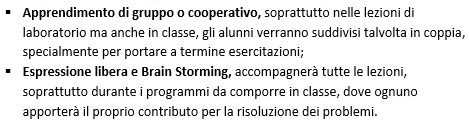 ▪ Apprendimento di gruppo o cooperativo, soprattutto nelle lezioni di
laboratorio ma anche in classe, gli alunni verranno suddivisi talvolta in coppia,
specialmente per portare a termine esercitazioni;
▪ Espressione libera e Brain Storming, accompagnerà tutte le lezioni,
soprattutto durante i programmi da comporre in classe, dove ognuno
apporterà il proprio contributo per la risoluzione dei problemi.